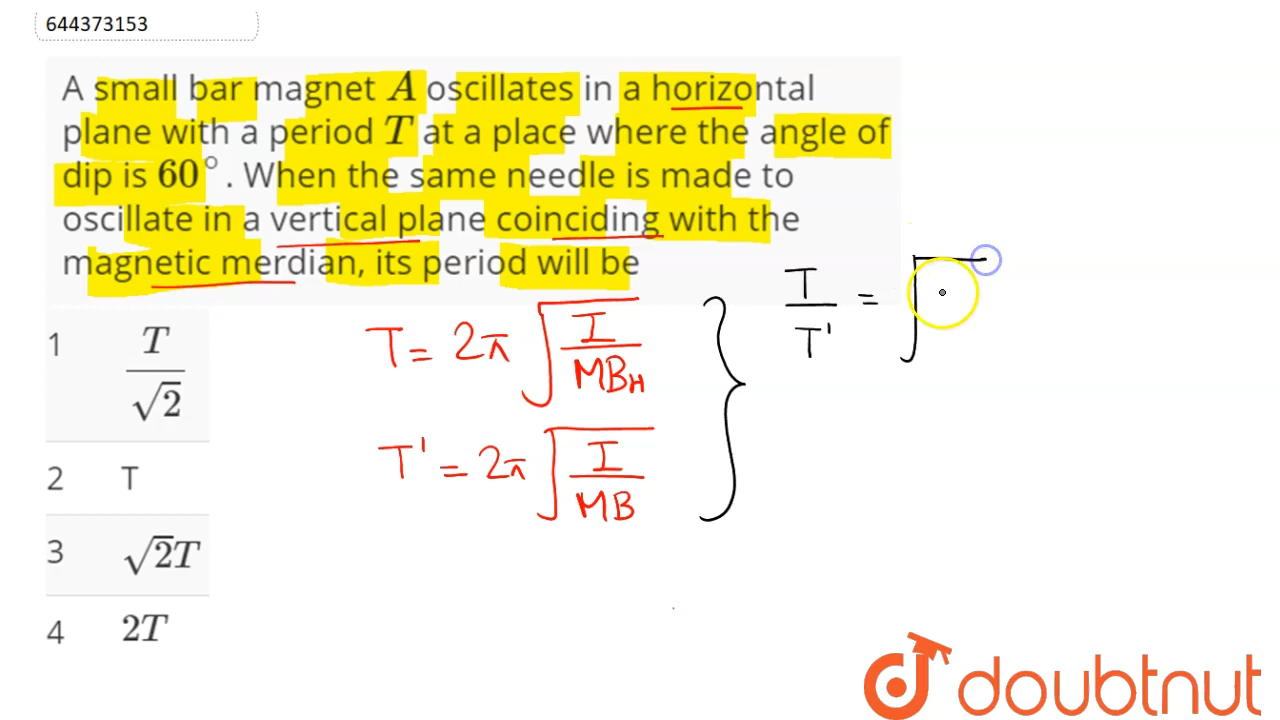 644373153
A small bar magnet A oscillates in a horizontal
plane with a period T at a place where the angle of
dip is 60°. When the same needle is made to
oscillate in a vertical plane coinciding with the
magnetic merdian, its period will be
1 T/√2
2 T
3 √2T
4 2T
T = 2π √(I/MB_H)
T' = 2π √(I/MB)
T/T' = √
doubtnut